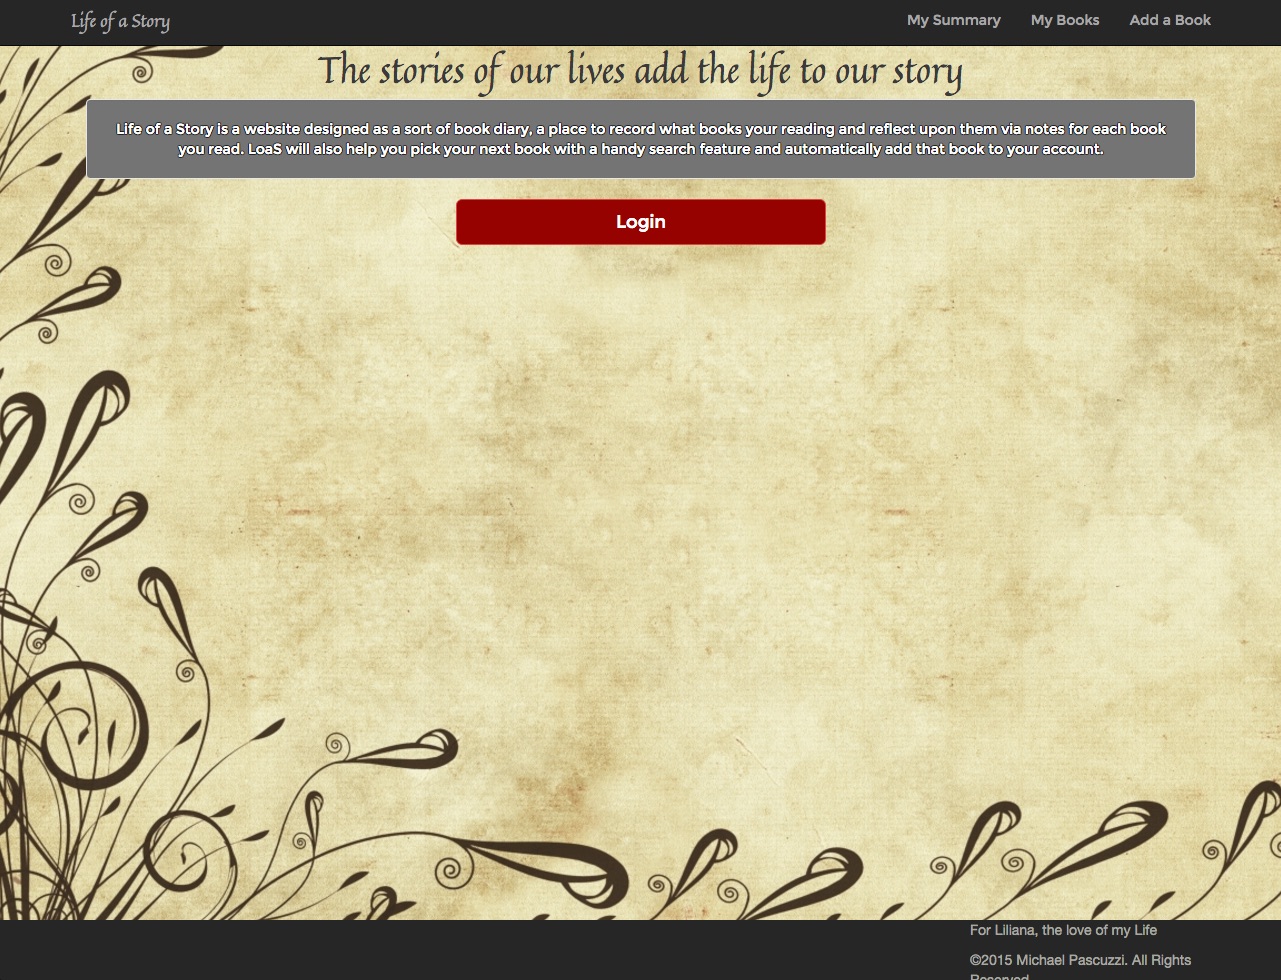 Life of a Story
My Summary
My Books
Add a Book
The stories of our lives add the life to our story
Life of a Story is a website designed as a sort of book diary, a place to record what books your reading and reflect upon them via notes for each book
you read. LoaS will also help you pick your next book with a handy search feature and automatically add that book to your account.
Login
For Liliana, the love of my Life
©2015 Michael Pascuzzi. All Rights
Reserved